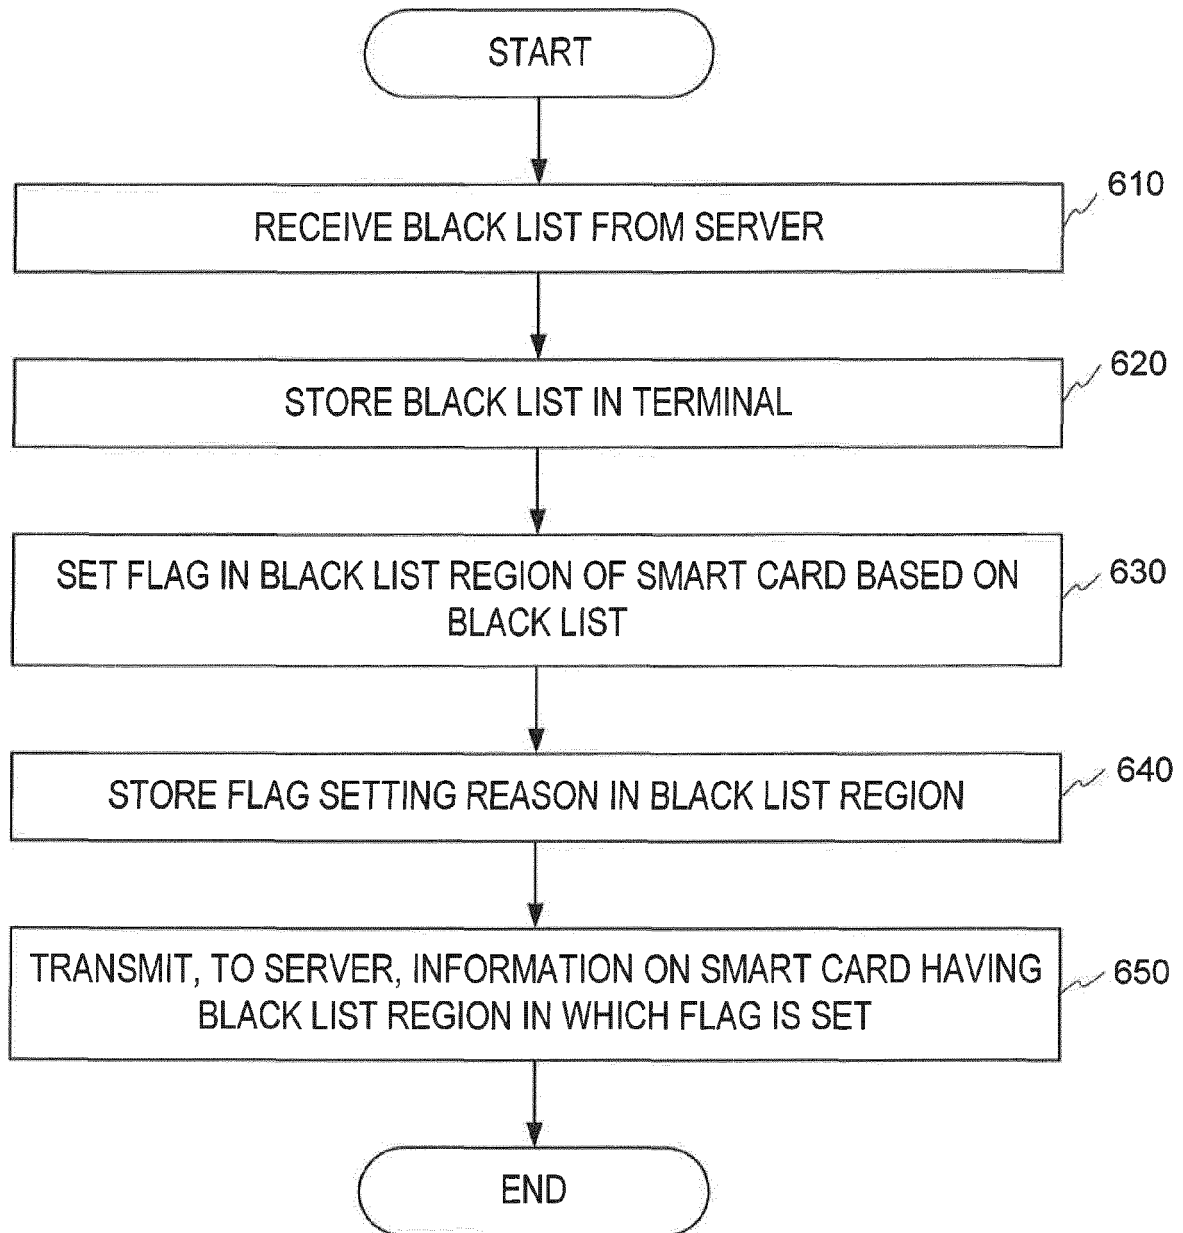 START
RECEIVE BLACK LIST FROM SERVER
610
STORE BLACK LIST IN TERMINAL
620
SET FLAG IN BLACK LIST REGION OF SMART CARD BASED ON
BLACK LIST
630
STORE FLAG SETTING REASON IN BLACK LIST REGION
640
TRANSMIT, TO SERVER, INFORMATION ON SMART CARD HAVING
BLACK LIST REGION IN WHICH FLAG IS SET
650
END